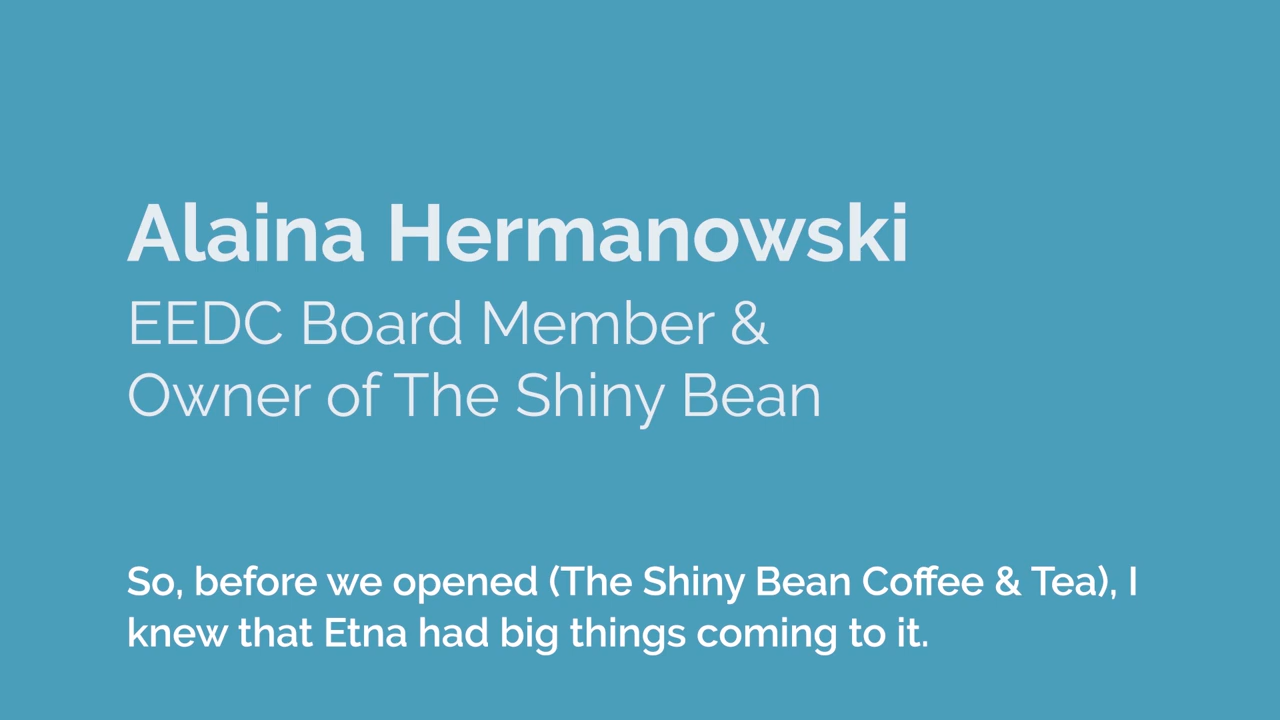 Alaina Hermanowski
EEDC Board Member &
Owner of The Shiny Bean
So, before we opened (The Shiny Bean Coffee & Tea), I
knew that Etna had big things coming to it.